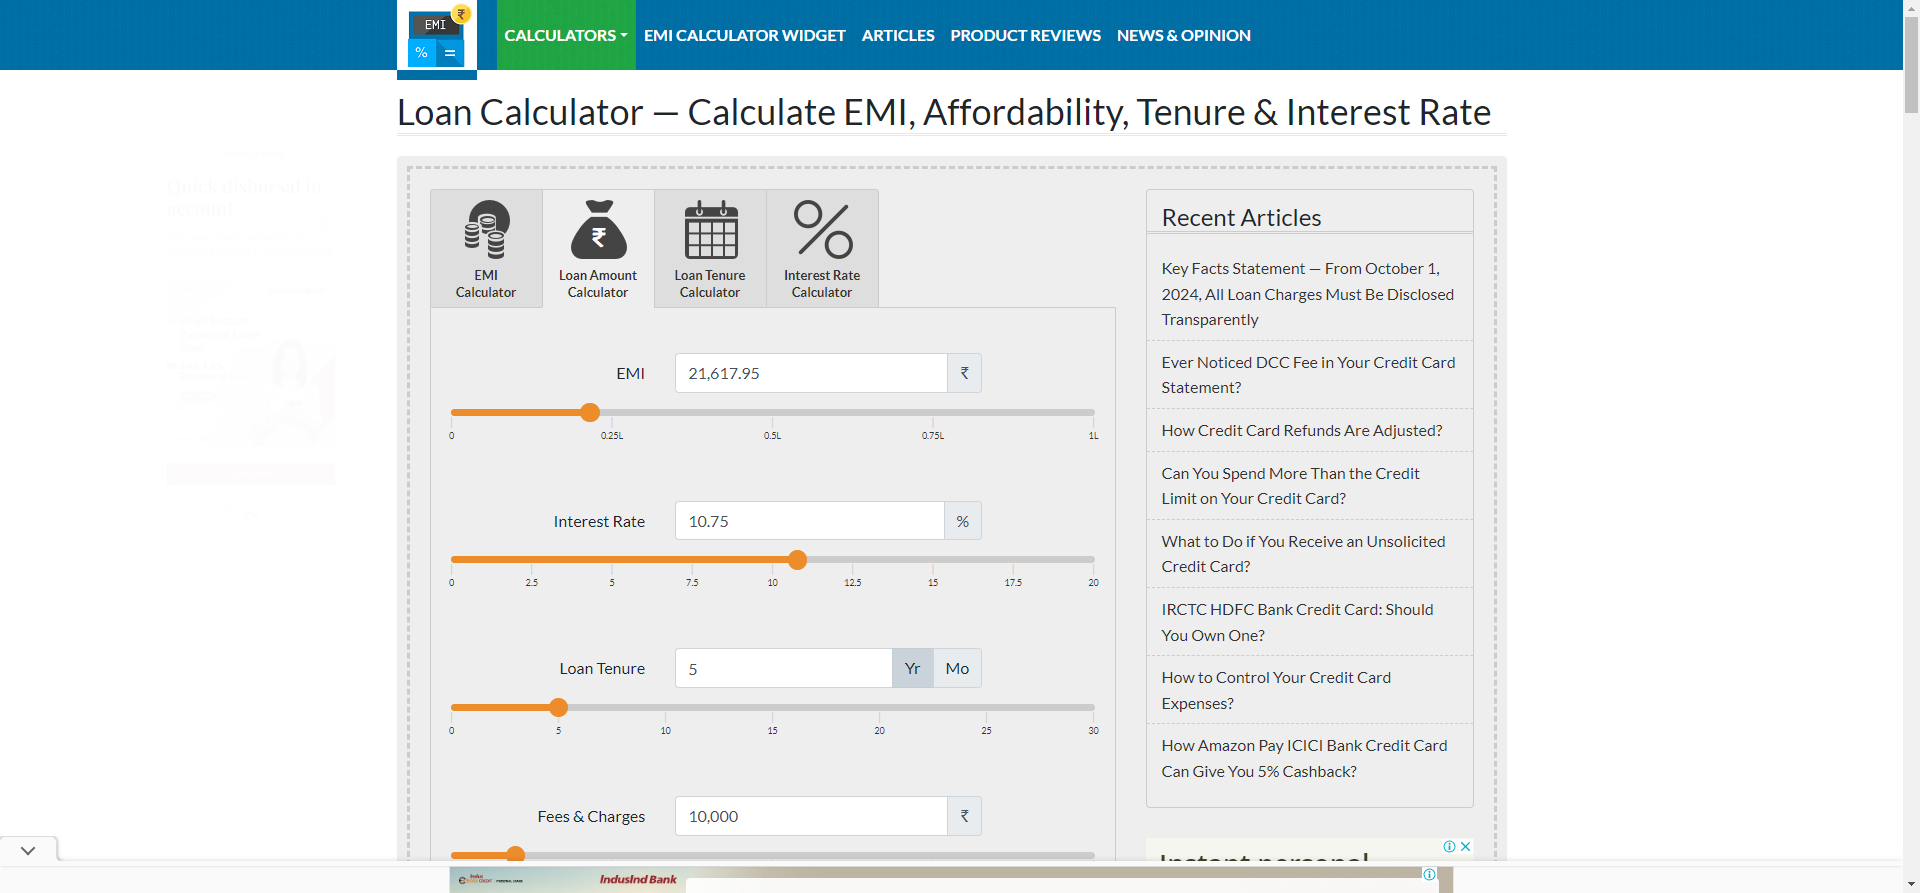 EMI
₹
%
=
CALCULATORS
EMI CALCULATOR WIDGET
ARTICLES
PRODUCT REVIEWS
NEWS & OPINION
Loan Calculator — Calculate EMI, Affordability, Tenure & Interest Rate
EMI
Calculator
₹
Loan Amount
Calculator
Loan Tenure
Calculator
Interest Rate
Calculator
EMI
21,617.95
₹
0 0.25L 0.5L 0.75L 1L
Interest Rate
10.75
%
0 2.5 5 7.5 10 12.5 15 17.5 20
Loan Tenure
5
Yr
Mo
0 5 10 15 20 25 30
Fees & Charges
10,000
₹
Recent Articles
Key Facts Statement — From October 1,
2024, All Loan Charges Must Be Disclosed
Transparently
Ever Noticed DCC Fee in Your Credit Card
Statement?
How Credit Card Refunds Are Adjusted?
Can You Spend More Than the Credit
Limit on Your Credit Card?
What to Do if You Receive an Unsolicited
Credit Card?
IRCTC HDFC Bank Credit Card: Should
You Own One?
How to Control Your Credit Card
Expenses?
How Amazon Pay ICICI Bank Credit Card
Can Give You 5% Cashback?
Instant personal
IndusInd Bank